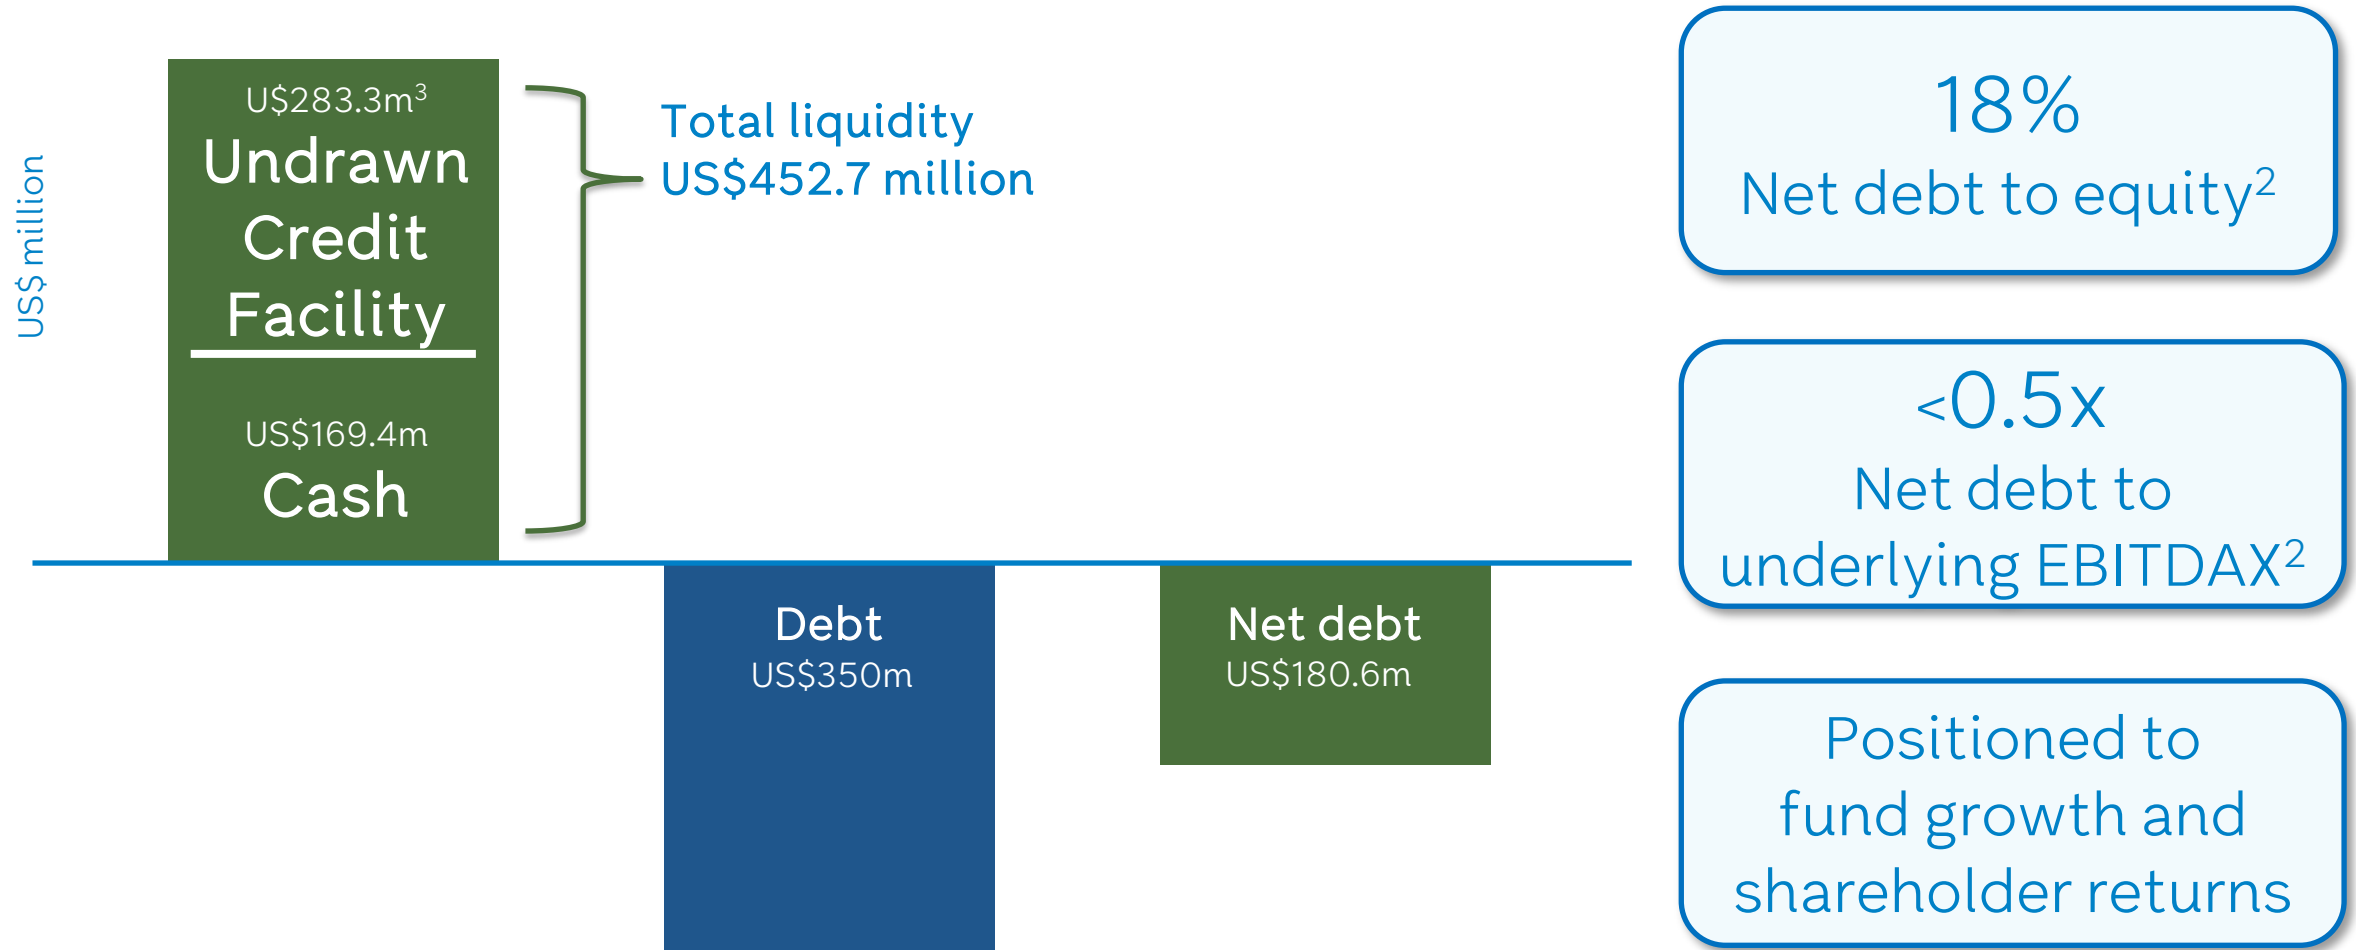 US$ million
U$283.3m³
Undrawn
Credit
Facility
US$169.4m
Cash
Total liquidity
US$452.7 million
Debt
US$350m
Net debt
US$180.6m
18%
Net debt to equity²
<0.5x
Net debt to
underlying EBITDAX²
Positioned to
fund growth and
shareholder returns